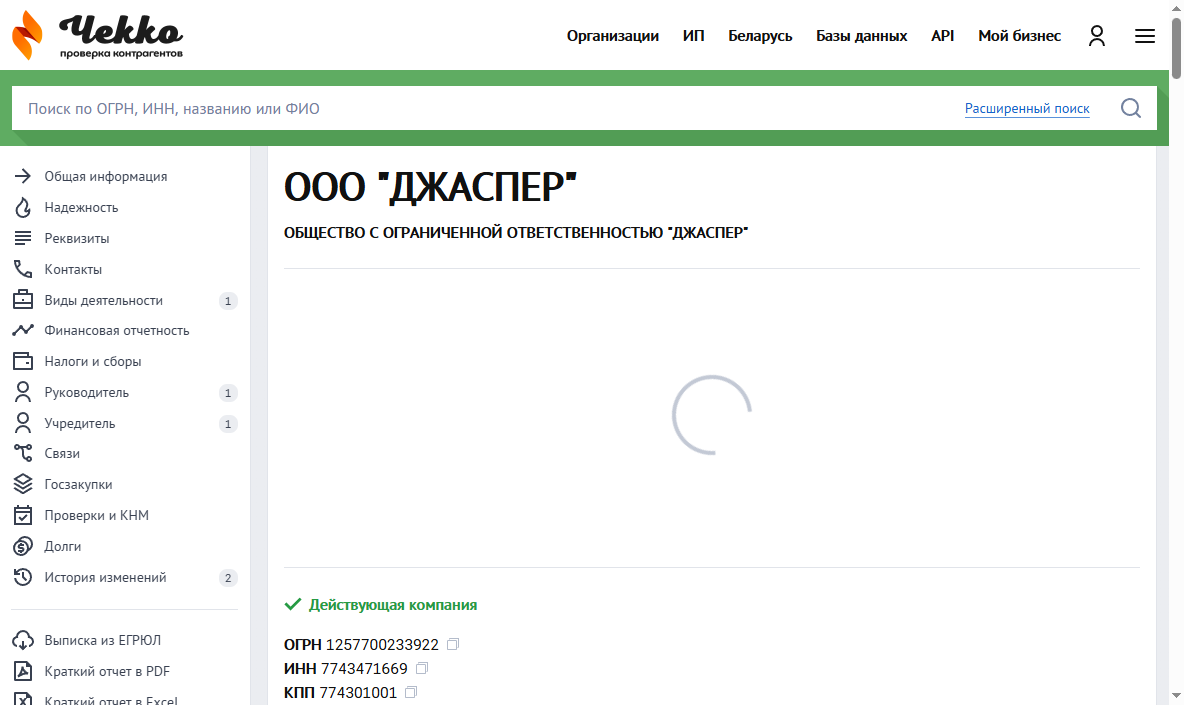 Чекко
проверка контрагентов
Организации ИП Беларусь Базы данных API Мой бизнес
Поиск по ОГРН, ИНН, названию или ФИО Расширенный поиск
Общая информация
Надежность
Реквизиты
Контакты
Виды деятельности 1
Финансовая отчетность
Налоги и сборы
Руководитель 1
Учредитель 1
Связи
Госзакупки
Проверки и КНМ
Долги
История изменений 2
Выписка из ЕГРЮЛ
Краткий отчет в PDF
Краткий отчет в Excel
ООО "ДЖАСПЕР"
ОБЩЕСТВО С ОГРАНИЧЕННОЙ ОТВЕТСТВЕННОСТЬЮ "ДЖАСПЕР"
Действующая компания
ОГРН 1257700233922
ИНН 7743471669
КПП 774301001